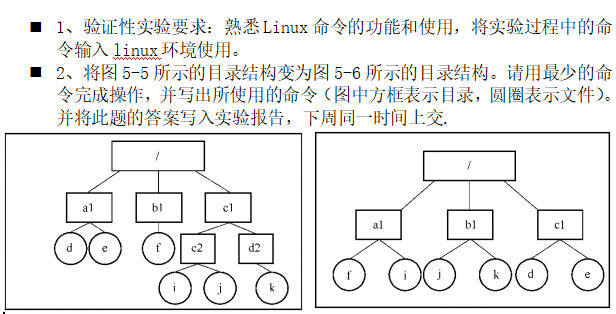 ■ 1、验证性实验要求：熟悉Linux 命令的功能和使用，将实验过程中的命
令输入 linux 环境使用。
■ 2、将图 5-5 所示的目录结构变为图 5-6 所示的目录结构。请用最少的命
令完成操作，并写出所使用的命令（图中方框表示目录，圆圈表示文件）。
并将此题的答案写入实验报告，下周同一时间上交.
/
a1 b1 c1
d e f c2 d2
i j k
/
a1 b1 c1
f i j k d e